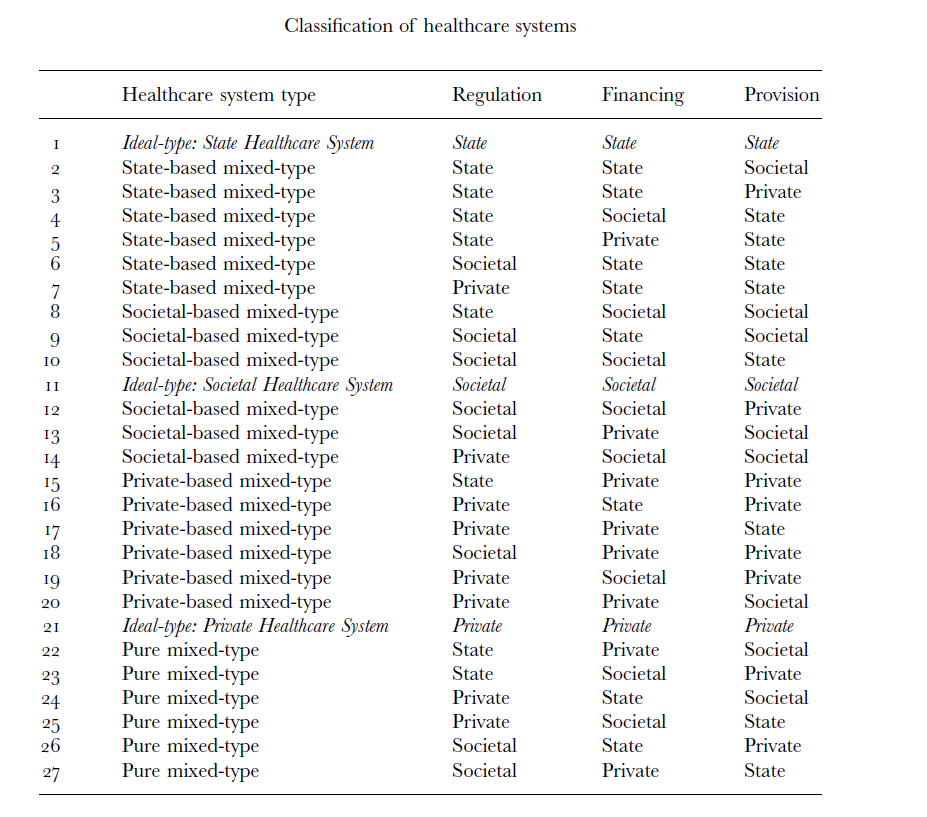 Classification of healthcare systems
Healthcare system type Regulation Financing Provision
1 Ideal-type: State Healthcare System State State State
2 State-based mixed-type State State Societal
3 State-based mixed-type State State Private
4 State-based mixed-type State Societal State
5 State-based mixed-type State Private State
6 State-based mixed-type Societal State State
7 State-based mixed-type Private State State
8 Societal-based mixed-type State Societal Societal
9 Societal-based mixed-type Societal State Societal
10 Societal-based mixed-type Societal Societal State
11 Ideal-type: Societal Healthcare System Societal Societal Societal
12 Societal-based mixed-type Societal Societal Private
13 Societal-based mixed-type Societal Private Societal
14 Societal-based mixed-type Private Societal Societal
15 Private-based mixed-type State Private Private
16 Private-based mixed-type Private State Private
17 Private-based mixed-type Private Private State
18 Private-based mixed-type Societal Private Private
19 Private-based mixed-type Private Societal Private
20 Private-based mixed-type Private Private Societal
21 Ideal-type: Private Healthcare System Private Private Private
22 Pure mixed-type State Private Societal
23 Pure mixed-type State Societal Private
24 Pure mixed-type Private State Societal
25 Pure mixed-type Private Societal State
26 Pure mixed-type Societal State Private
27 Pure mixed-type Societal Private State